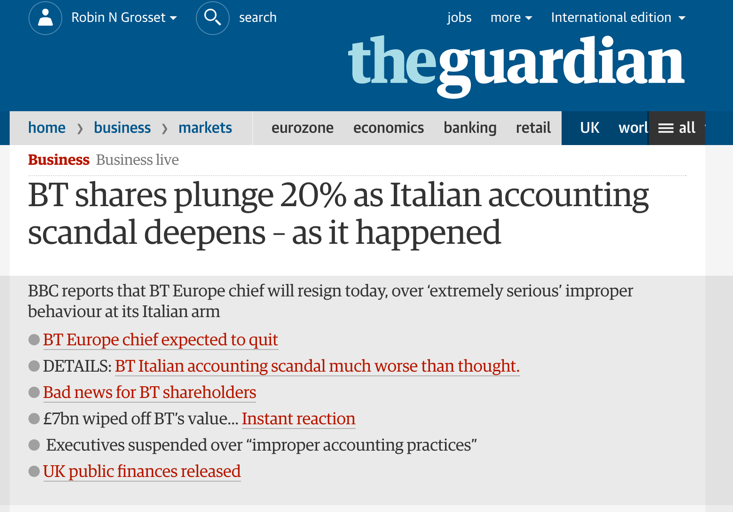 Robin N Grosset search jobs more International edition
theguardian
home business markets eurozone economics banking retail UK worl all
Business Business live
BT shares plunge 20% as Italian accounting
scandal deepens – as it happened
BBC reports that BT Europe chief will resign today, over ‘extremely serious’ improper
behaviour at its Italian arm
BT Europe chief expected to quit
DETAILS: BT Italian accounting scandal much worse than thought.
Bad news for BT shareholders
£7bn wiped off BT’s value... Instant reaction
Executives suspended over “improper accounting practices”
UK public finances released